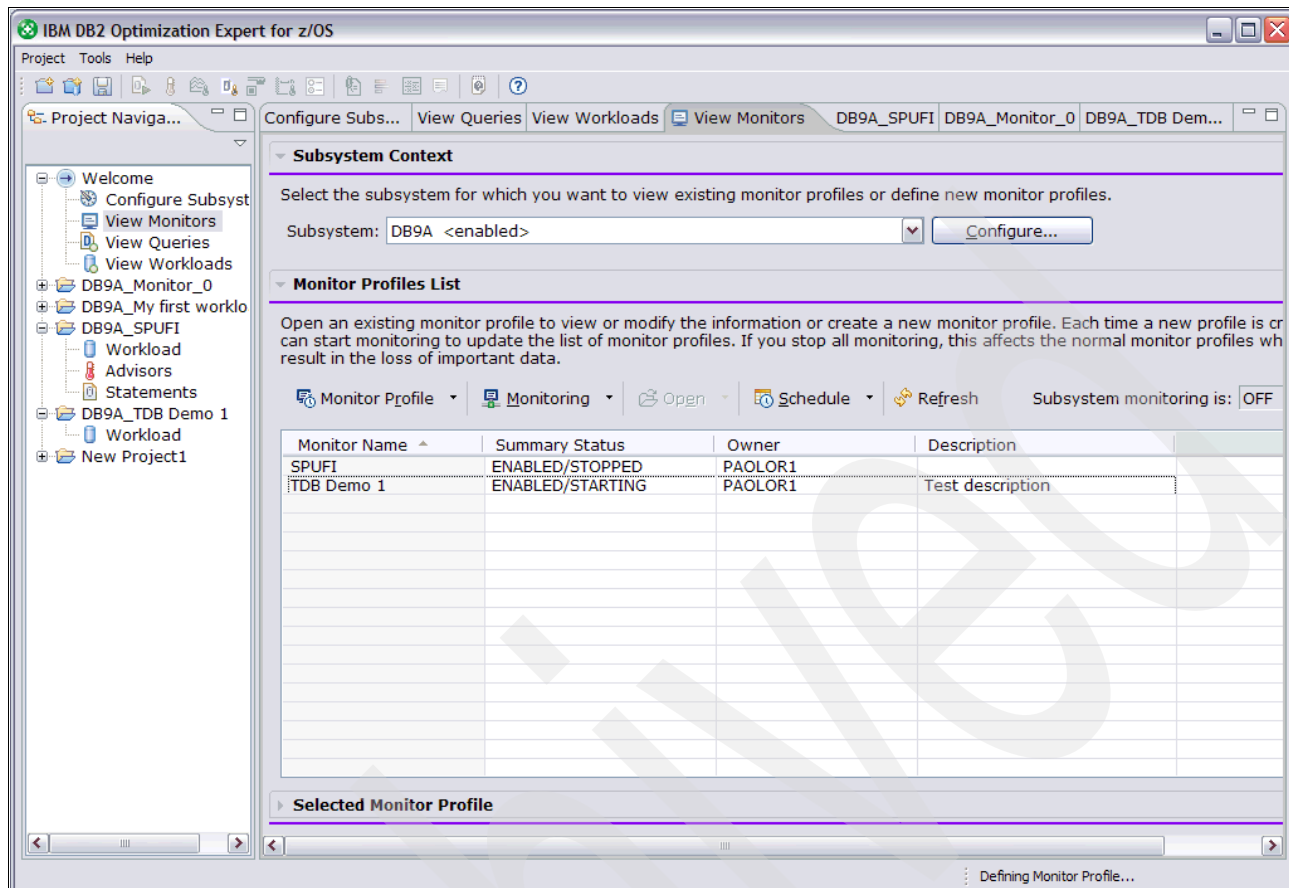 IBM DB2 Optimization Expert for z/OS
Project Tools Help
Project Naviga...
Configure Subs... View Queries View Workloads View Monitors DB9A_SPUFI DB9A_Monitor_0 DB9A_TDB Dem...
Welcome
Configure Subsyst
View Monitors
View Queries
View Workloads
DB9A_Monitor_0
DB9A_My first worklo
DB9A_SPUFI
Workload
Advisors
Statements
DB9A_TDB Demo 1
Workload
New Project1
Subsystem Context
Select the subsystem for which you want to view existing monitor profiles or define new monitor profiles.
Subsystem: DB9A <enabled> Configure...
Monitor Profiles List
Open an existing monitor profile to view or modify the information or create a new monitor profile. Each time a new profile is cr
can start monitoring to update the list of monitor profiles. If you stop all monitoring, this affects the normal monitor profiles wh
result in the loss of important data.
Monitor Profile Monitoring Open Schedule Refresh Subsystem monitoring is: OFF
Monitor Name Summary Status Owner Description
SPUFI ENABLED/STOPPED PAOLOR1
TDB Demo 1 ENABLED/STARTING PAOLOR1 Test description
Selected Monitor Profile
Defining Monitor Profile...